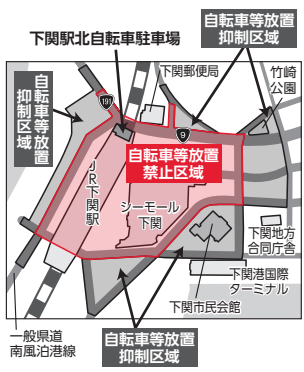 自転車等放置
抑制区域
下関駅北自転車駐車場
191
下関郵便局
竹崎
公園
自転車等放置
抑制区域
9
自転車等放置
禁止区域
JR下関駅
シーモール
下関
下関地方
合同庁舎
下関港国際
ターミナル
下関市民会館
一般県道
南風泊港線
自転車等放置
抑制区域